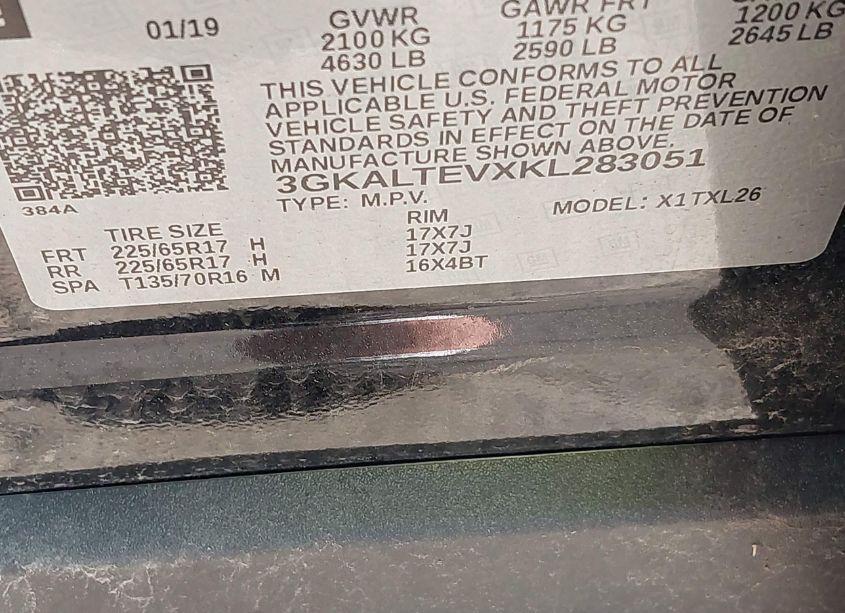 01/19
GVWR
2100 KG
4630 LB
GAWR FRT
1175 KG
2590 LB
1200 KG
2645 LB
THIS VEHICLE CONFORMS TO ALL
APPLICABLE U.S. FEDERAL MOTOR
VEHICLE SAFETY AND THEFT PREVENTION
STANDARDS IN EFFECT ON THE DATE OF
MANUFACTURE SHOWN ABOVE.
3GKALTEVXKL283051
TYPE: M.P.V. MODEL: X1TXL26
384A
TIRE SIZE RIM
FRT 225/65R17 H 17X7J
RR 225/65R17 H 17X7J
SPA T135/70R16 M 16X4BT